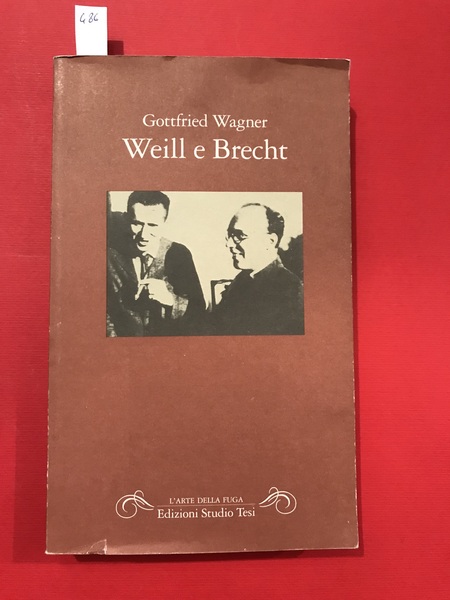 486
Gottfried Wagner
Weill e Brecht
L'ARTE DELLA FUGA
Edizioni Studio Tesi